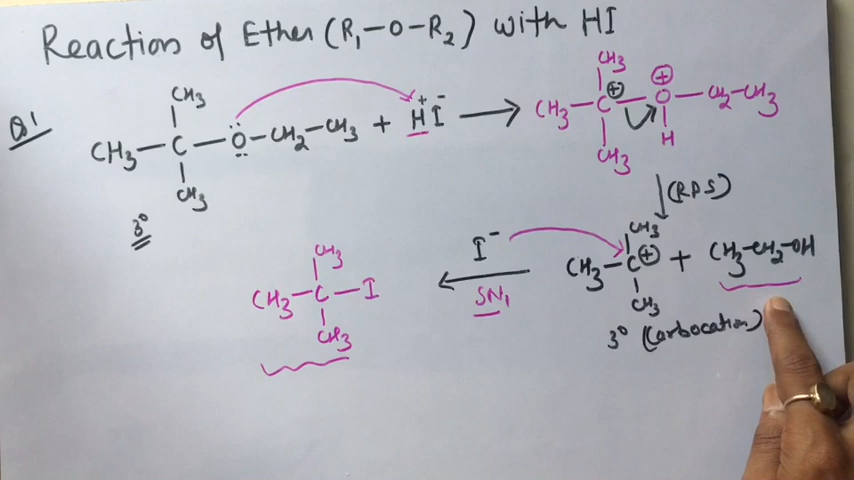 Reaction of Ether (R₁-O-R₂) with HI
Q1
CH₃
CH₃-C-Ö-CH₂-CH₃ + H⁺I⁻ ⟶
CH₃
3°
CH₃
CH₃-C⊕-O⊕-CH₂-CH₃
CH₃ H
(RDS)
CH₃
CH₃-C⊕ + CH₃-CH₂-OH
CH₃
3° (Carbocation)
I⁻
SN₁
CH₃
CH₃-C-I
CH₃